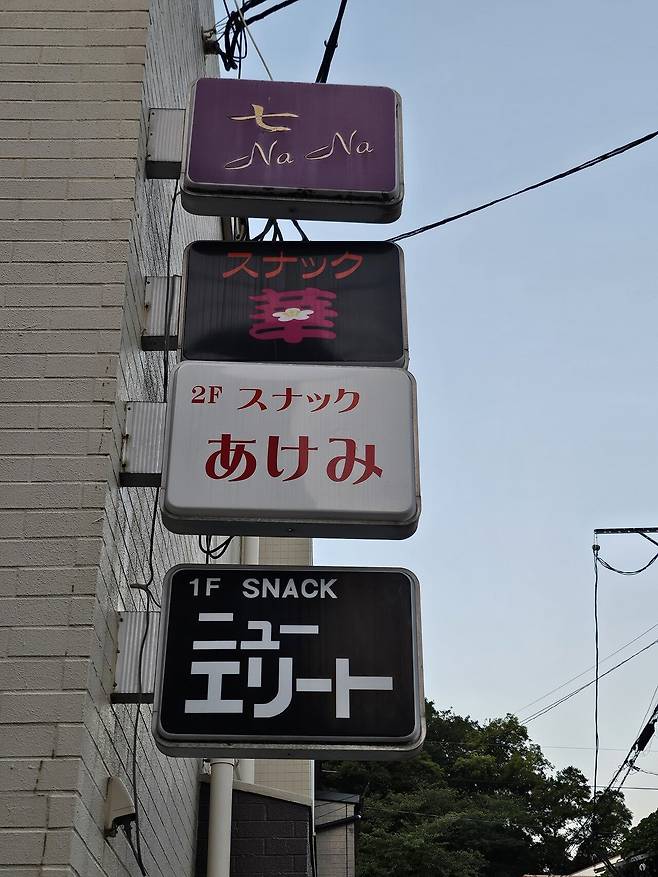 七
Na Na
スナック
華
2F スナック
あけみ
1F SNACK
ニュー
エリート